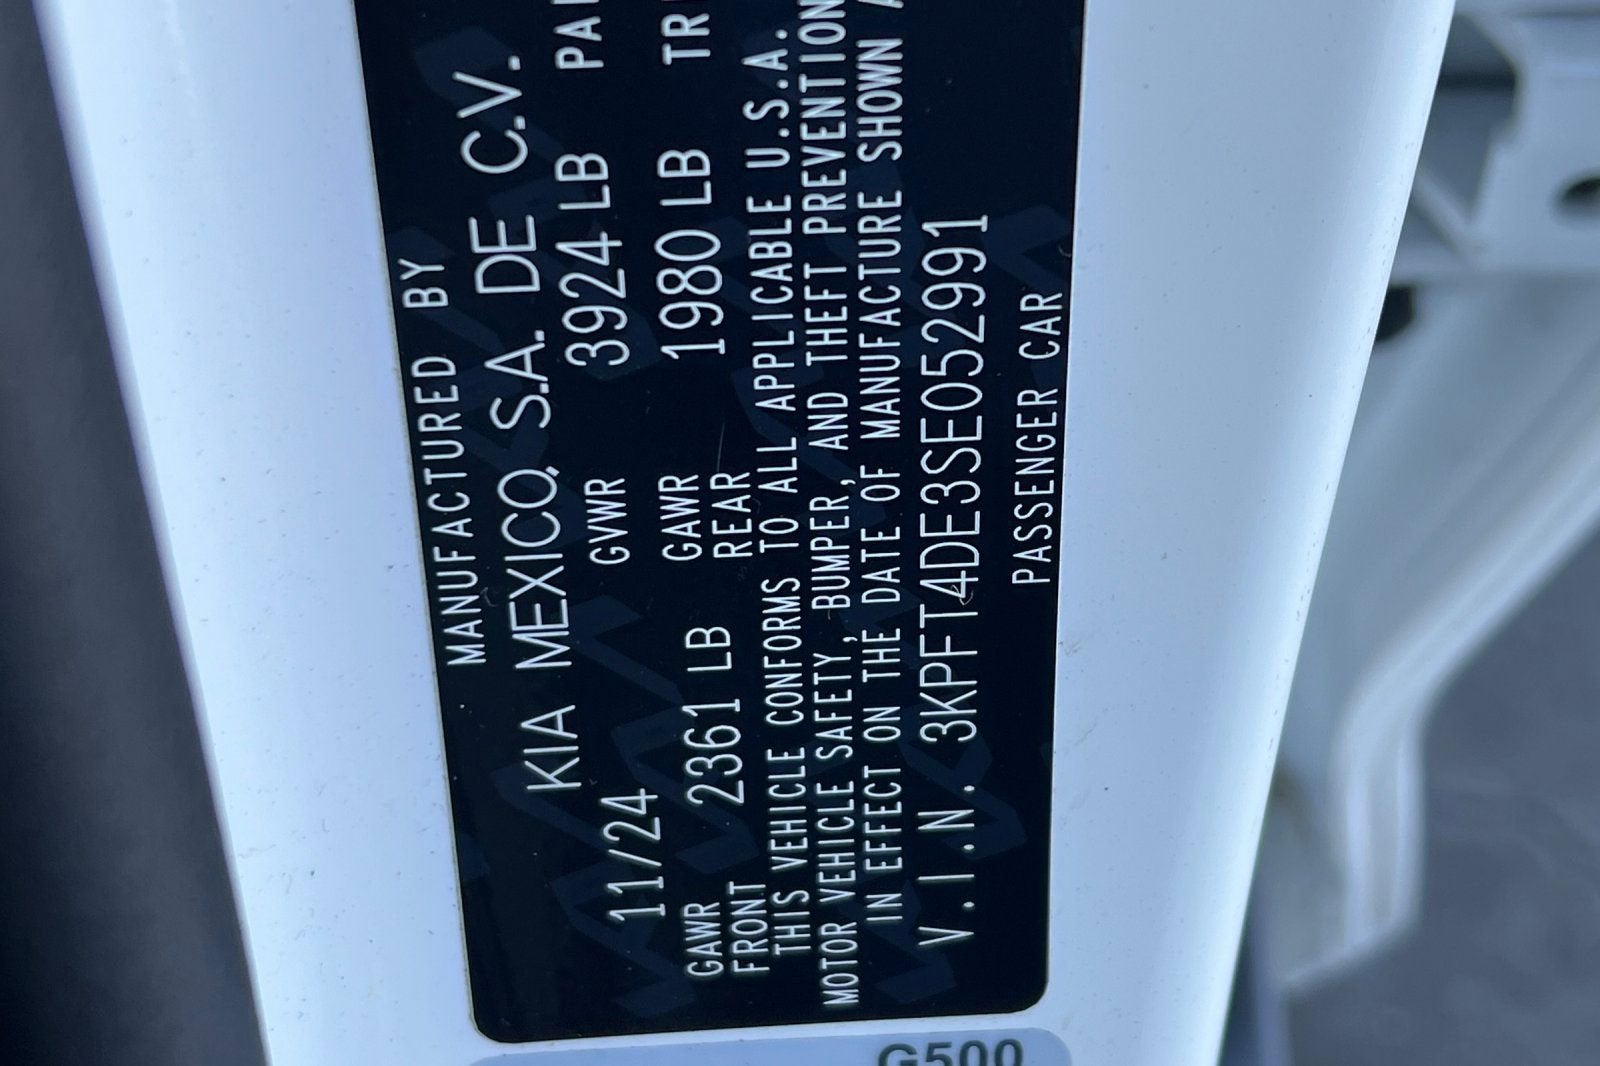 MANUFACTURED BY
KIA MEXICO, S.A. DE C.V.
11/24 GVWR 3924 LB
GAWR FRONT 2361 LB GAWR REAR 1980 LB
THIS VEHICLE CONFORMS TO ALL APPLICABLE U.S.A.
MOTOR VEHICLE SAFETY, BUMPER, AND THEFT PREVENTION
IN EFFECT ON THE DATE OF MANUFACTURE SHOWN
V.I.N. 3KPFT4DE3SE052991
PASSENGER CAR
G500